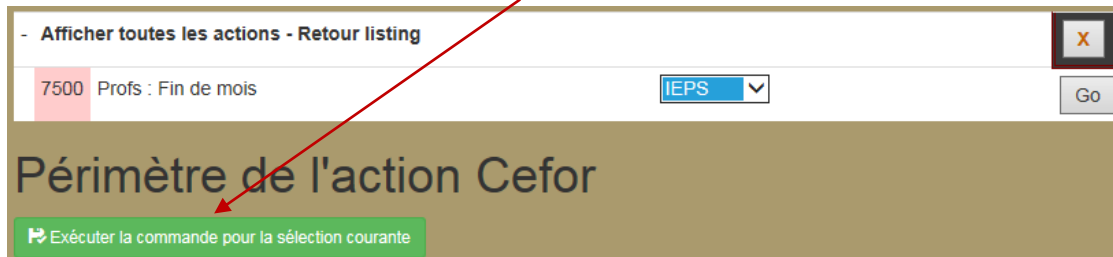 - Afficher toutes les actions - Retour listing
X
7500 Profs : Fin de mois IEPS Go
Périmètre de l'action Cefor
Exécuter la commande pour la sélection courante